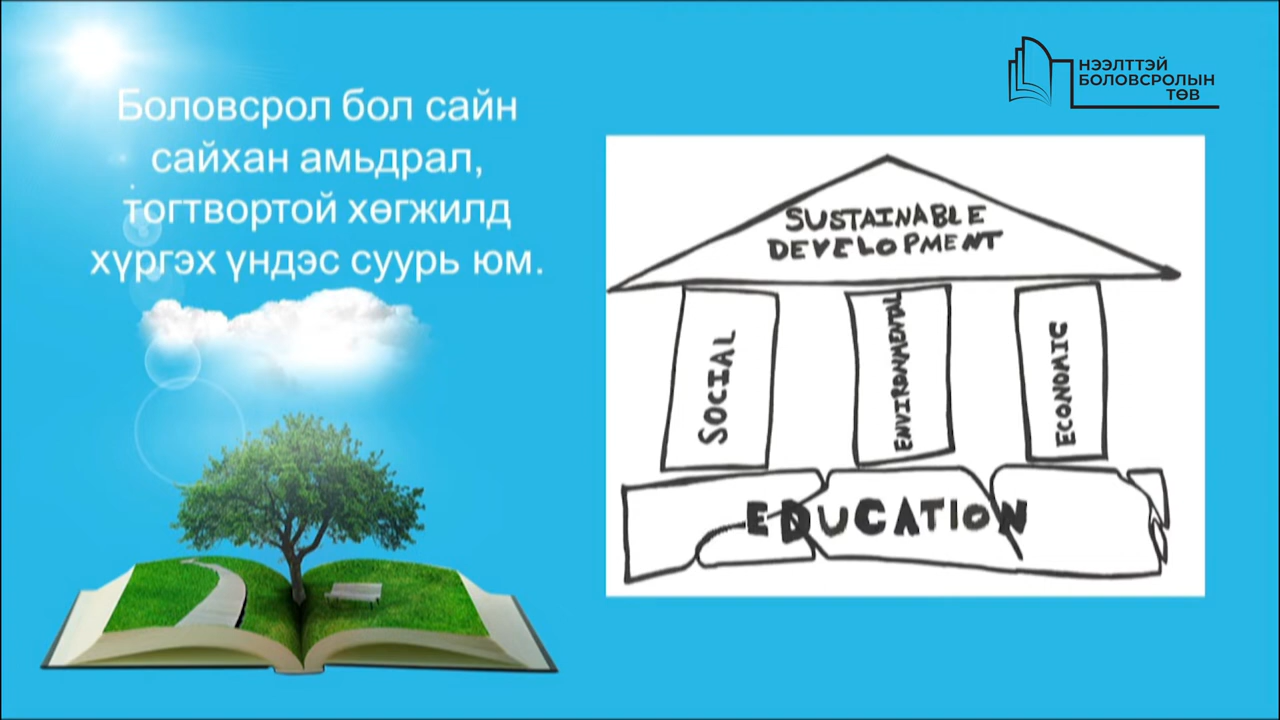 НЭЭЛТТЭЙ
БОЛОВСРОЛЫН
ТӨВ
Боловсрол бол сайн
сайхан амьдрал,
тогтвортой хөгжилд
хүргэх үндэс суурь юм.
SUSTAINABLE
DEVELOPMENT
SOCIAL
ENVIRONMENTAL
ECONOMIC
EDUCATION